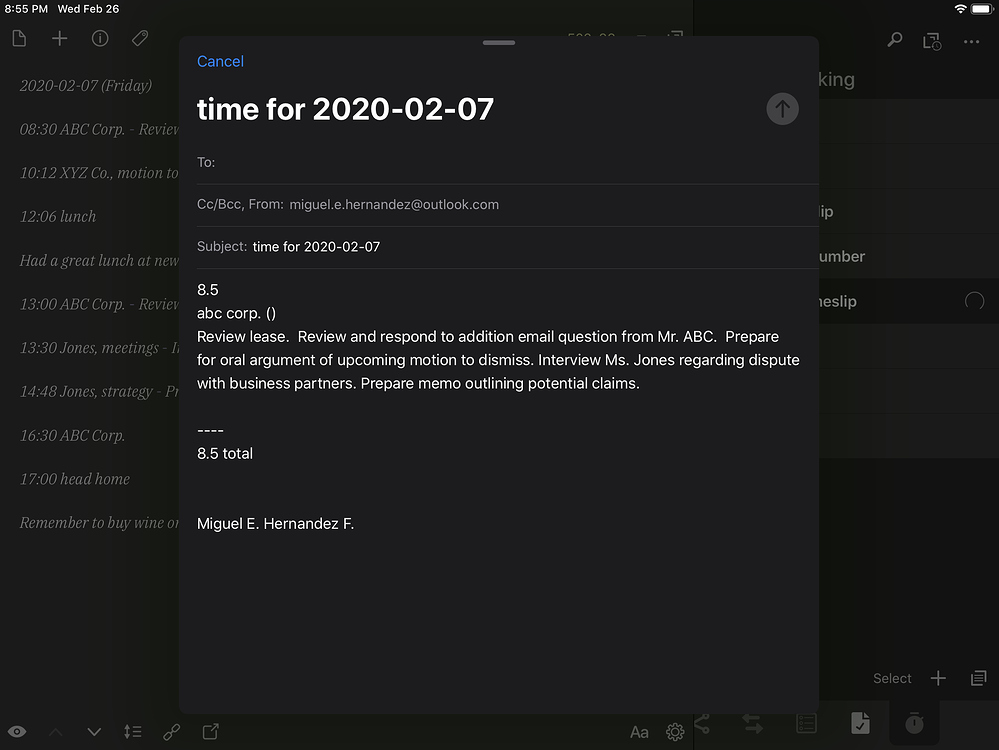 8:55 PM Wed Feb 26
Cancel
time for 2020-02-07
To:
Cc/Bcc, From: miguel.e.hernandez@outlook.com
Subject: time for 2020-02-07
8.5
abc corp. ()
Review lease.  Review and respond to addition email question from Mr. ABC.  Prepare
for oral argument of upcoming motion to dismiss. Interview Ms. Jones regarding dispute
with business partners. Prepare memo outlining potential claims.
----
8.5 total
Miguel E. Hernandez F.
2020-02-07 (Friday)
08:30 ABC Corp. - Review
10:12 XYZ Co., motion to
12:06 lunch
Had a great lunch at new
13:00 ABC Corp. - Review
13:30 Jones, meetings -
14:48 Jones, strategy -
16:30 ABC Corp.
17:00 head home
Remember to buy wine
king
lip
umber
eslip
Select
Aa